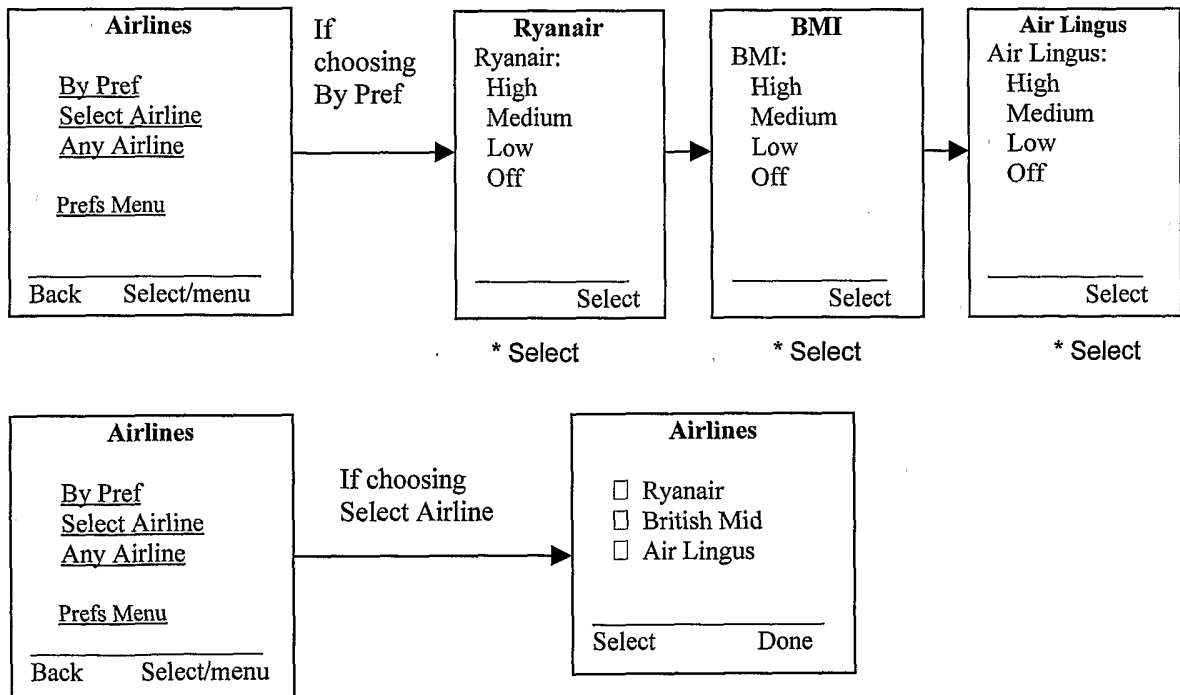 Airlines
By Pref
Select Airline
Any Airline
Prefs Menu
Back Select/menu
If
choosing
By Pref
Ryanair
Ryanair:
High
Medium
Low
Off
Select
* Select
BMI
BMI:
High
Medium
Low
Off
Select
* Select
Air Lingus
Air Lingus:
High
Medium
Low
Off
Select
* Select
Airlines
By Pref
Select Airline
Any Airline
Prefs Menu
Back Select/menu
If choosing
Select Airline
Airlines
Ryanair
British Mid
Air Lingus
Select Done